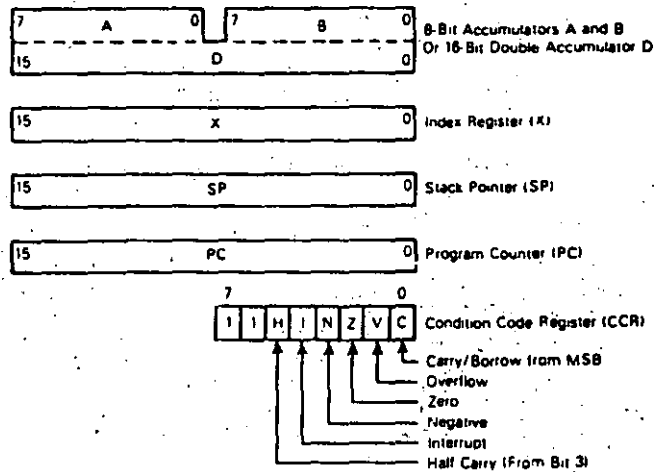 7 A 0 7 B 0
8-Bit Accumulators A and B
Or 16-Bit Double Accumulator D
15 D 0
15 X 0 Index Register (X)
15 SP 0 Stack Pointer (SP)
15 PC 0 Program Counter (PC)
7 0
1 1 H I N Z V C Condition Code Register (CCR)
Carry/Borrow from MSB
Overflow
Zero
Negative
Interrupt
Half Carry (From Bit 3)